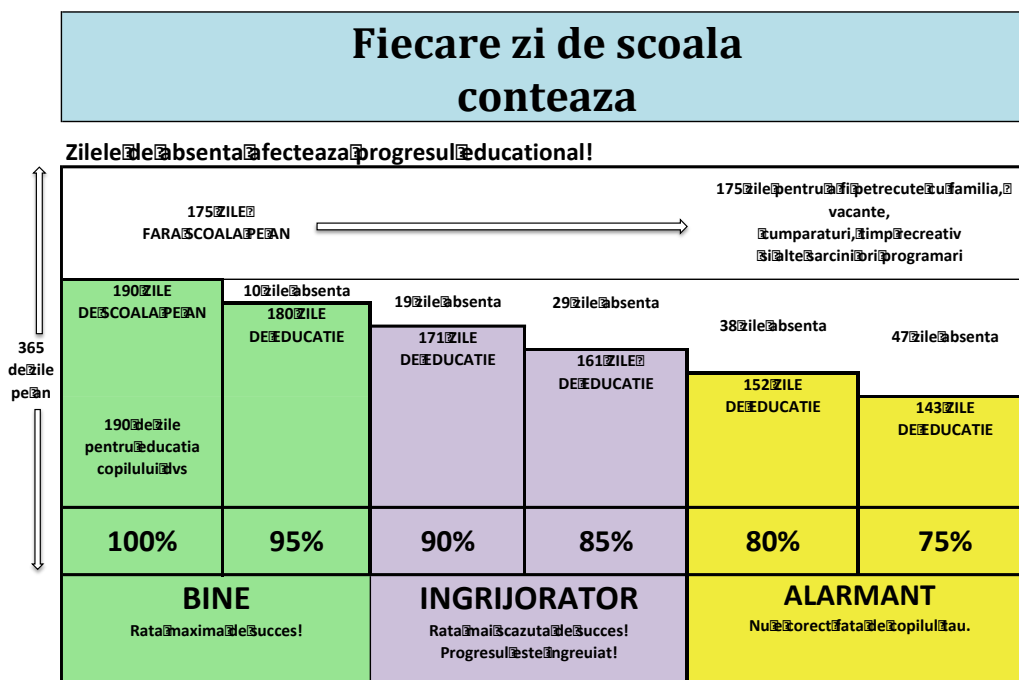 Fiecare zi de scoala
conteaza
Zilele de absenta afecteaza progresul educational!
175 ZILE
FARA SCOALA PE AN
175 zile pentru a fi petrecute cu familia,
vacante,
cumparaturi, timp recreativ
si alte sarcini ori programari
365
de zile
pe an
190 ZILE
DE SCOALA PE AN
190 de zile
pentru educatia
copilului dvs
10 zile absenta
180 ZILE
DE EDUCATIE
19 zile absenta
171 ZILE
DE EDUCATIE
29 zile absenta
161 ZILE
DE EDUCATIE
38 zile absenta
152 ZILE
DE EDUCATIE
47 zile absenta
143 ZILE
DE EDUCATIE
100%
95%
90%
85%
80%
75%
BINE
Rata maxima de succes!
INGRIJORATOR
Rata mai scazuta de succes!
Progresul este ingreuiat!
ALARMANT
Nu e corect fata de copilul tau.